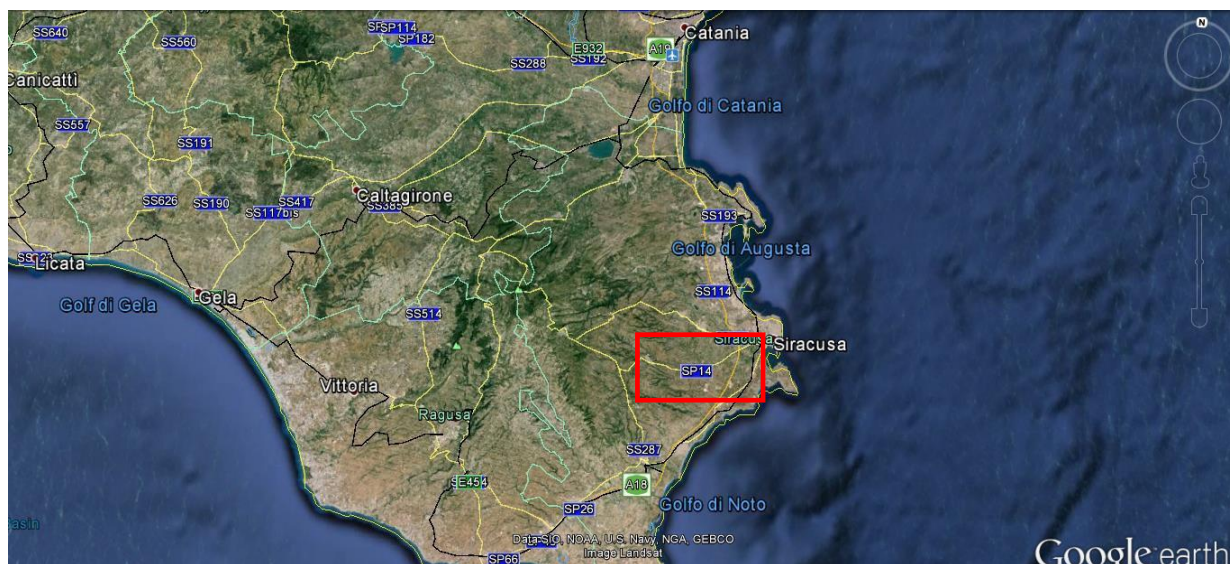 SS640
SS560
SP114
SP182
Catania
N
E932
A19
SS192
SS288
Canicattì
Golfo di Catania
SS557
SS191
Caltagirone
SS626
SS190
SS417
SS385
SS117bis
SS193
Golfo di Augusta
Licata
Gela
Golf di Gela
SS114
SS514
Siracusa
Siracusa
SP14
Vittoria
Ragusa
SS287
A18
Golfo di Noto
SP26
Data SIO, NOAA, U.S. Navy, NGA, GEBCO
Image Landsat
SP66
Google earth